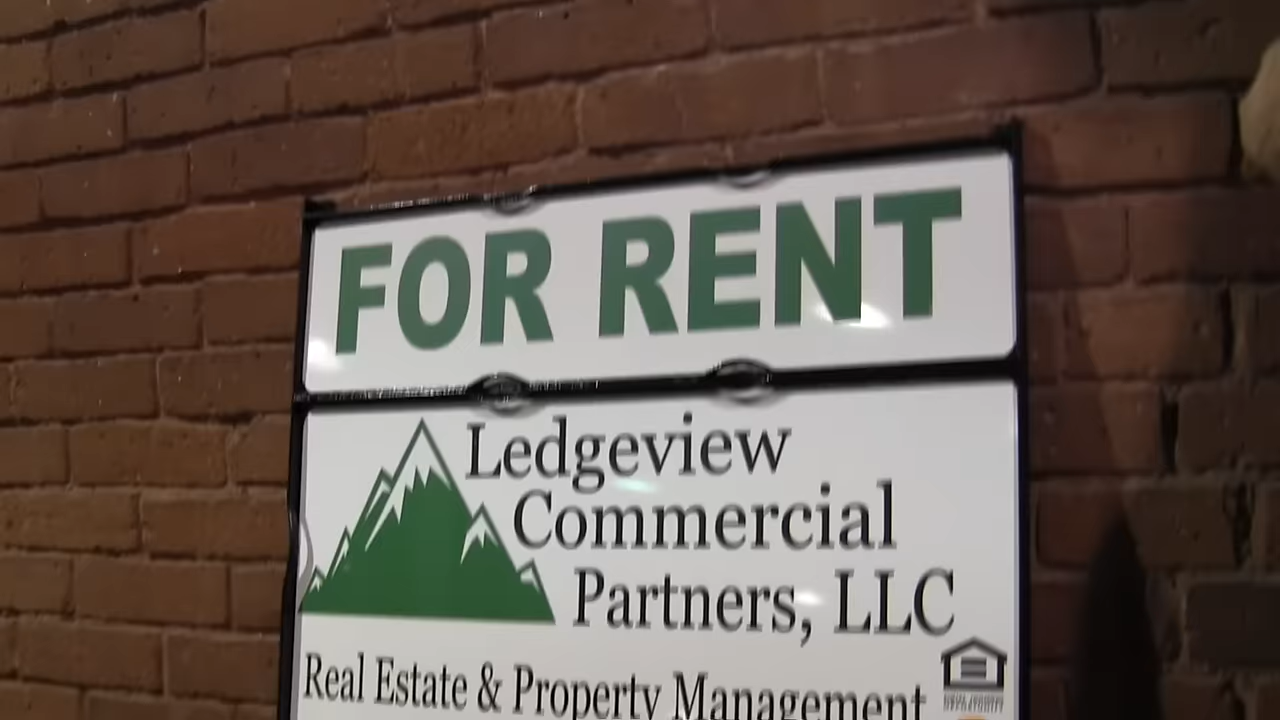 FOR RENT
Ledgeview
Commercial
Partners, LLC
Real Estate & Property Management